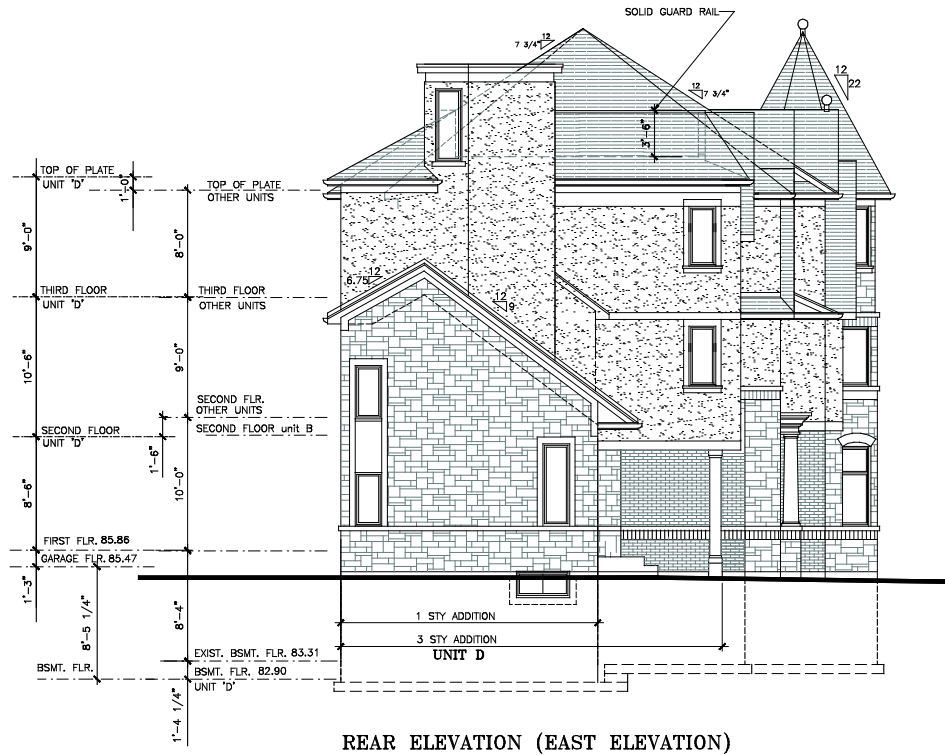 SOLID GUARD RAIL
12
7 3/4"
12
7 3/4"
12
22
3'-6"
TOP OF PLATE
UNIT 'D'
1'-0"
TOP OF PLATE
OTHER UNITS
9'-0"
8'-0"
12
6.75
THIRD FLOOR
UNIT 'D'
THIRD FLOOR
OTHER UNITS
12
9
10'-6"
9'-0"
SECOND FLR.
OTHER UNITS
SECOND FLOOR
UNIT 'D'
SECOND FLOOR unit B
1'-6"
8'-6"
10'-0"
FIRST FLR. 85.86
GARAGE FLR. 85.47
1'-3"
8'-5 1/4"
8'-4"
1 STY ADDITION
3 STY ADDITION
UNIT D
EXIST. BSMT. FLR. 83.31
BSMT. FLR.
BSMT. FLR. 82.90
UNIT 'D'
1'-4 1/4"
REAR ELEVATION (EAST ELEVATION)